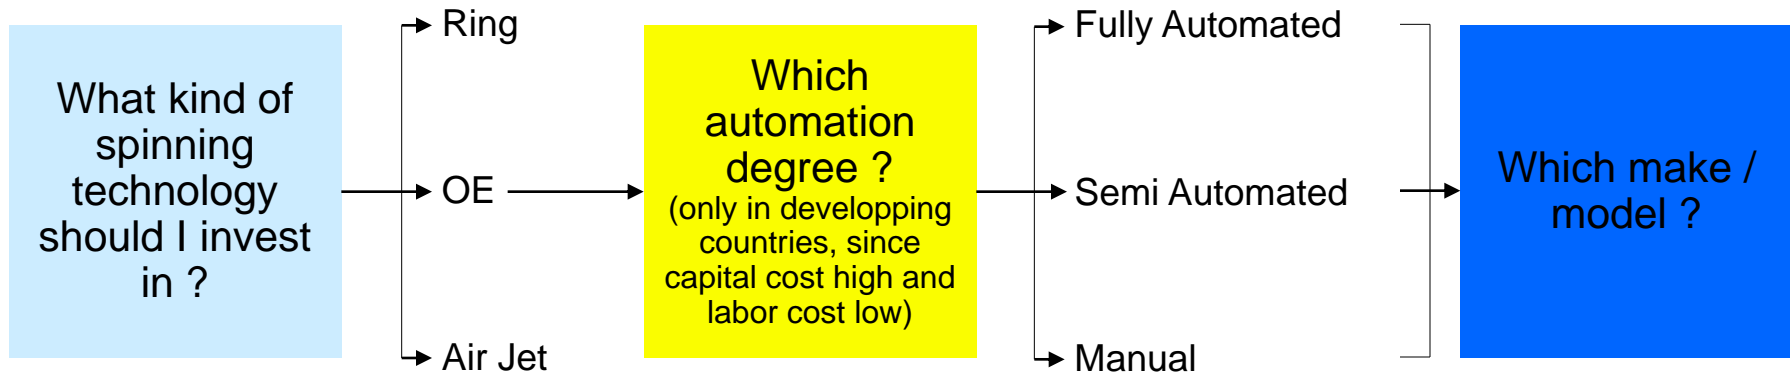 What kind of
spinning
technology
should I invest
in ?
Ring
OE
Air Jet
Which
automation
degree ?
(only in developping
countries, since
capital cost high and
labor cost low)
Fully Automated
Semi Automated
Manual
Which make /
model ?